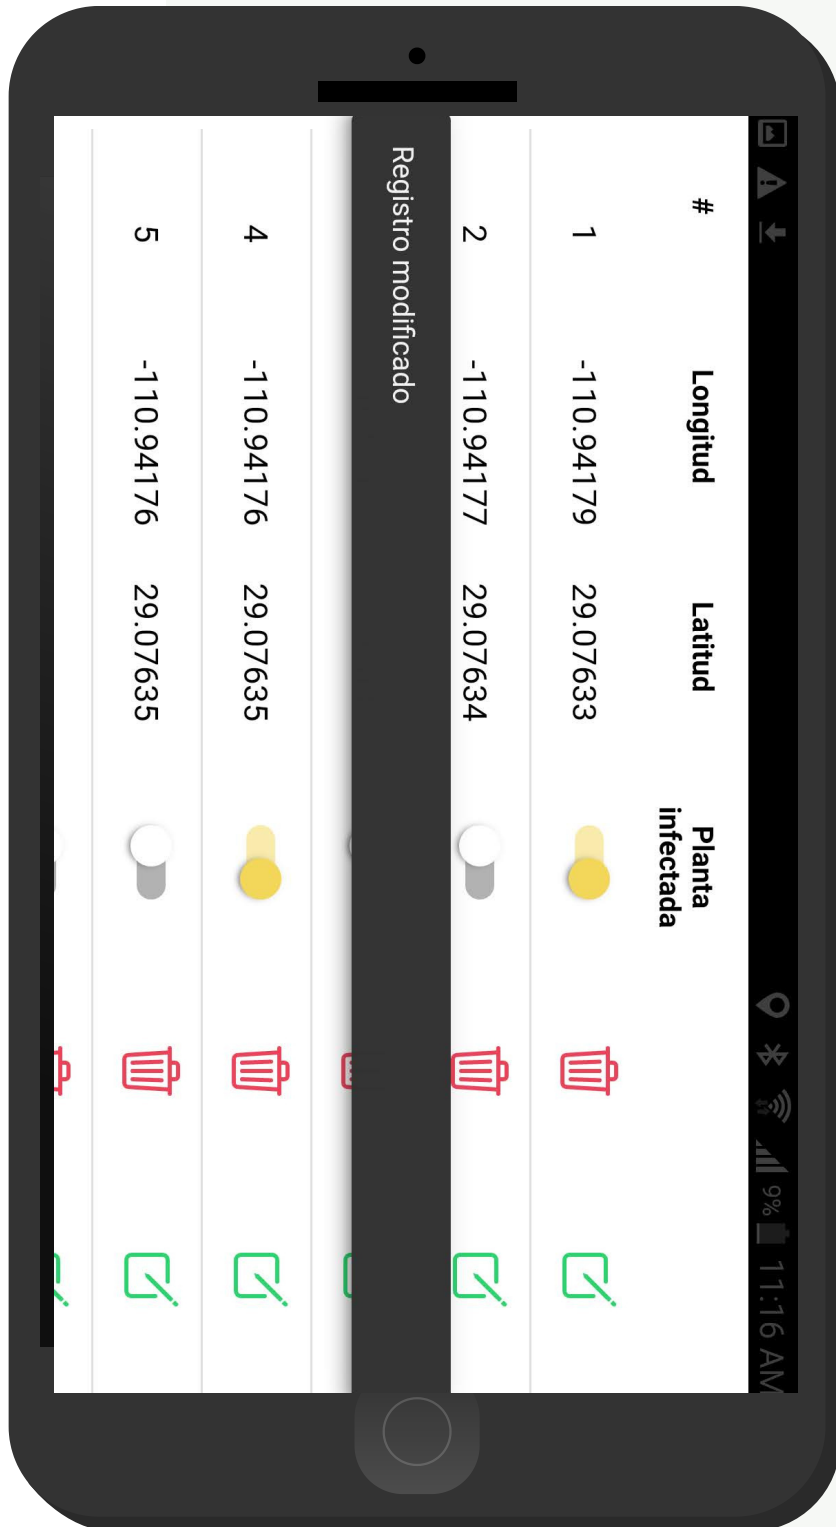 9% 11:16 AM
# Longitud Latitud Planta
infectada
1 -110.94179 29.07633
2 -110.94177 29.07634
Registro modificado
4 -110.94176 29.07635
5 -110.94176 29.07635